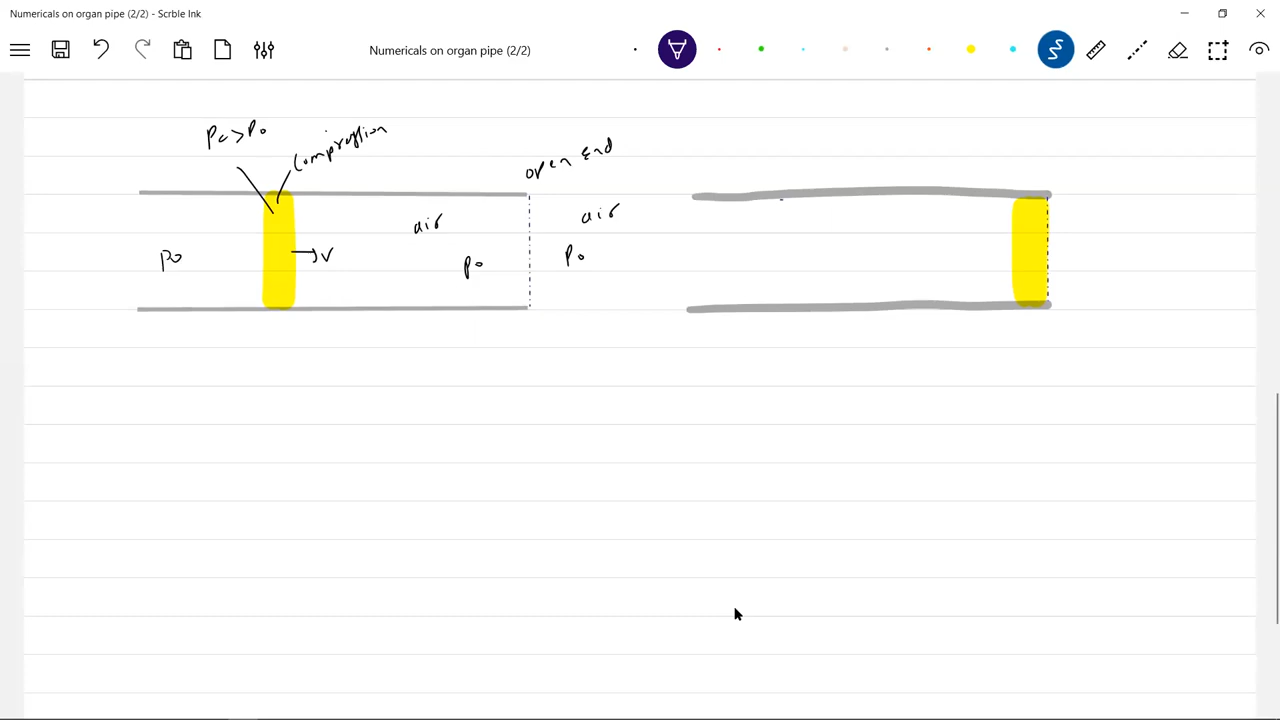 Numericals on organ pipe (2/2) - Scrble Ink
Numericals on organ pipe (2/2)
Pc>Po
Compression
open End
air
air
Po
→v
Po
Po